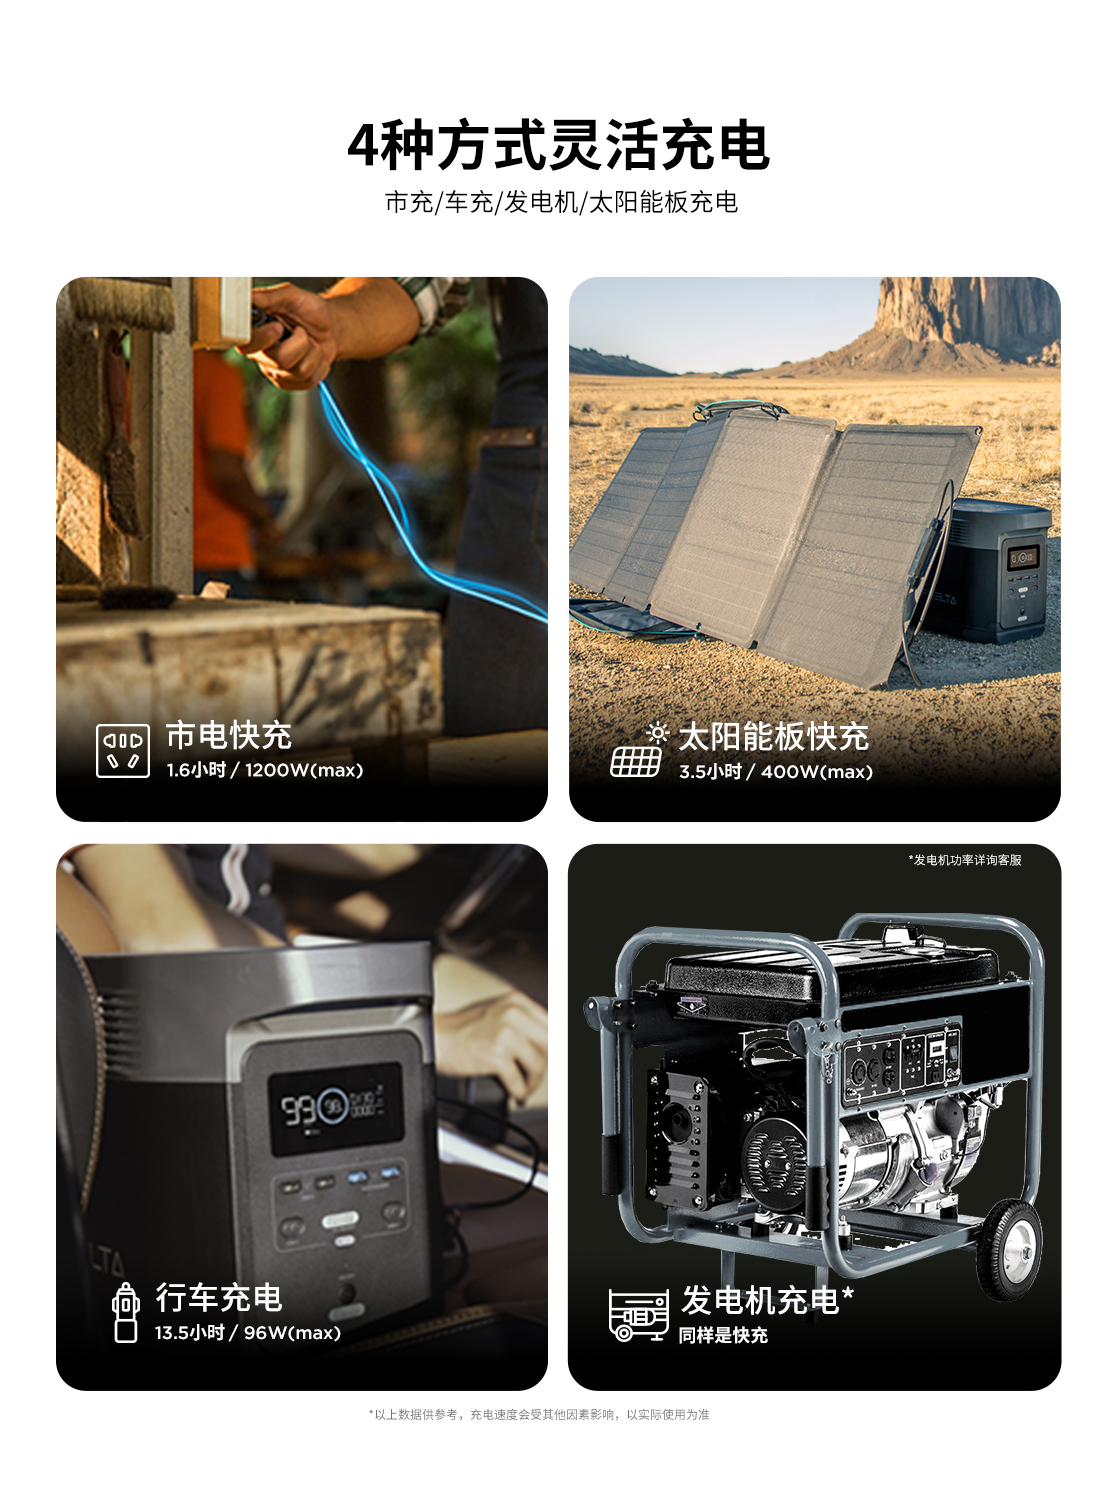 4种方式灵活充电
市充/车充/发电机/太阳能板充电
ELTA
市电快充
1.6小时 / 1200W(max)
太阳能板快充
3.5小时 / 400W(max)
*发电机功率详询客服
99
98
LTA
行车充电
13.5小时 / 96W(max)
发电机充电*
同样是快充
*以上数据供参考，充电速度会受其他因素影响，以实际使用为准